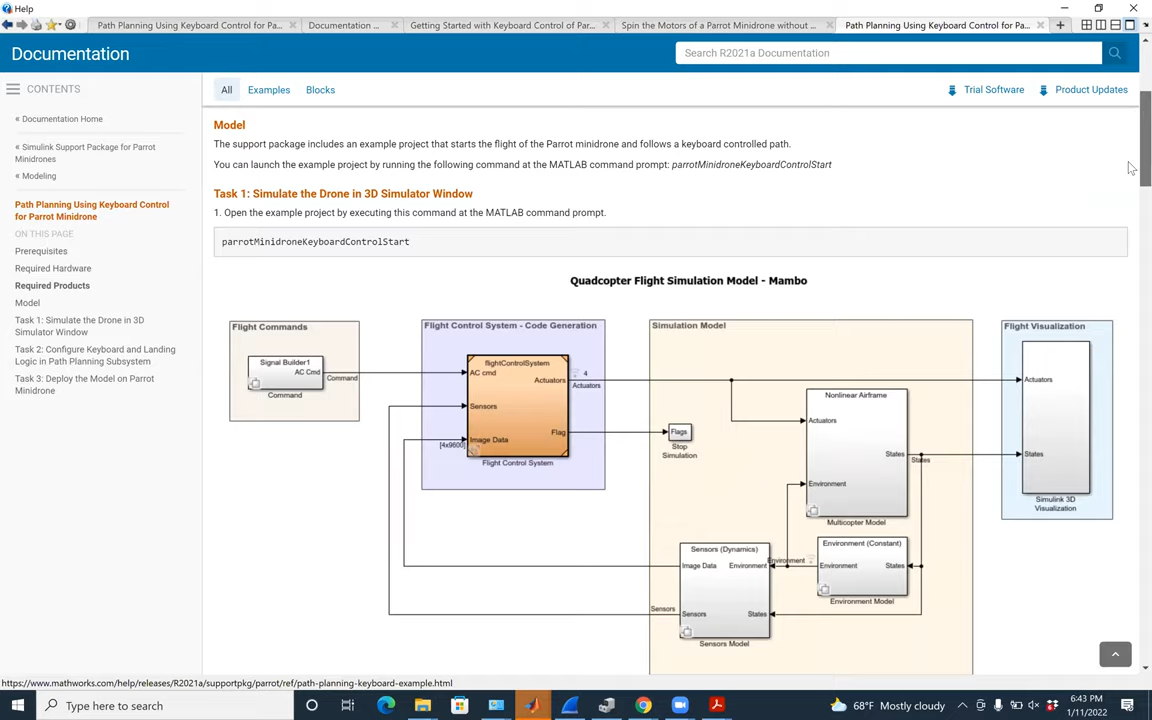 Help
Path Planning Using Keyboard Control for Pa...
Documentation ...
Getting Started with Keyboard Control of Par...
Spin the Motors of a Parrot Minidrone without ...
Path Planning Using Keyboard Control for Pa...
Documentation
Search R2021a Documentation
CONTENTS
All
Examples
Blocks
Trial Software
Product Updates
« Documentation Home
« Simulink Support Package for Parrot
Minidrones
« Modeling
Path Planning Using Keyboard Control
for Parrot Minidrone
ON THIS PAGE
Prerequisites
Required Hardware
Required Products
Model
Task 1: Simulate the Drone in 3D
Simulator Window
Task 2: Configure Keyboard and Landing
Logic in Path Planning Subsystem
Task 3: Deploy the Model on Parrot
Minidrone
Model
The support package includes an example project that starts the flight of the Parrot minidrone and follows a keyboard controlled path.
You can launch the example project by running the following command at the MATLAB command prompt: parrotMinidroneKeyboardControlStart
Task 1: Simulate the Drone in 3D Simulator Window
1. Open the example project by executing this command at the MATLAB command prompt.
parrotMinidroneKeyboardControlStart
Quadcopter Flight Simulation Model - Mambo
Flight Commands
Signal Builder1
AC Cmd
Command
Command
Flight Control System - Code Generation
flightControlSystem
AC cmd
Actuators
4
Actuators
Sensors
Image Data
Flag
[4x9600]
Flight Control System
Simulation Model
Flags
Stop
Simulation
Nonlinear Airframe
Actuators
States
States
Environment
Multicopter Model
Sensors (Dynamics)
Image Data
Environment
Environment
Sensors
Sensors
States
Sensors Model
Environment (Constant)
Environment
States
Environment Model
Flight Visualization
Actuators
States
Simulink 3D
Visualization
https://www.mathworks.com/help/releases/R2021a/supportpkg/parrot/ref/path-planning-keyboard-example.html
Type here to search
68°F Mostly cloudy
6:43 PM
1/11/2022